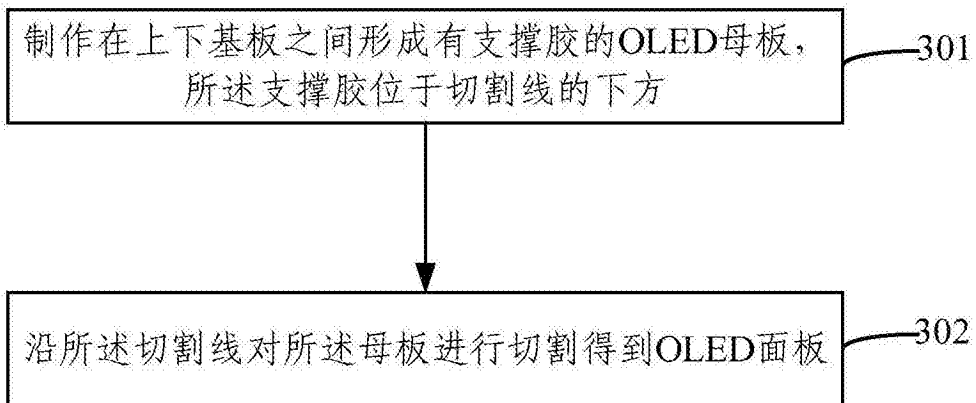 制作在上下基板之间形成有支撑胶的OLED母板，
所述支撑胶位于切割线的下方
301
沿所述切割线对所述母板进行切割得到OLED面板
302